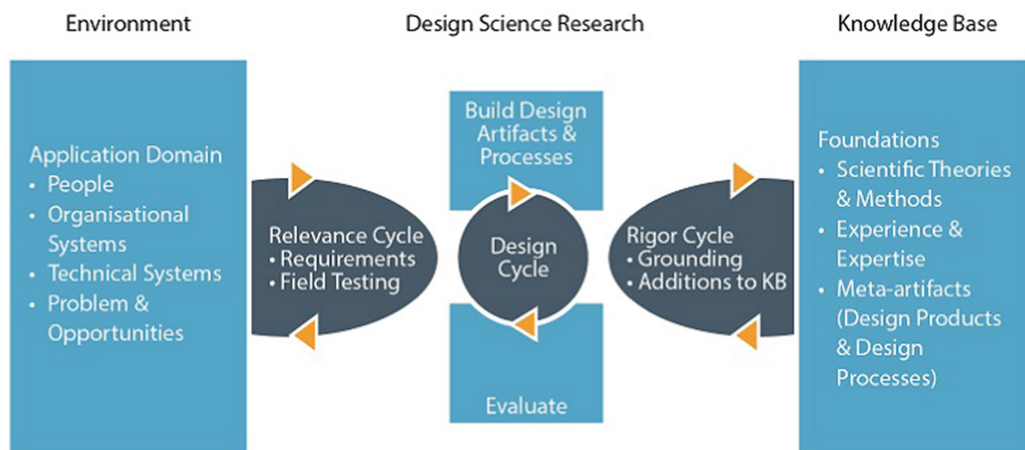 Environment
Design Science Research
Knowledge Base
Application Domain
• People
• Organisational
Systems
• Technical Systems
• Problem &
Opportunities
Relevance Cycle
• Requirements
• Field Testing
Build Design
Artifacts &
Processes
Design
Cycle
Evaluate
Rigor Cycle
• Grounding
• Additions to KB
Foundations
• Scientific Theories
& Methods
• Experience &
Expertise
• Meta-artifacts
(Design Products
& Design
Processes)